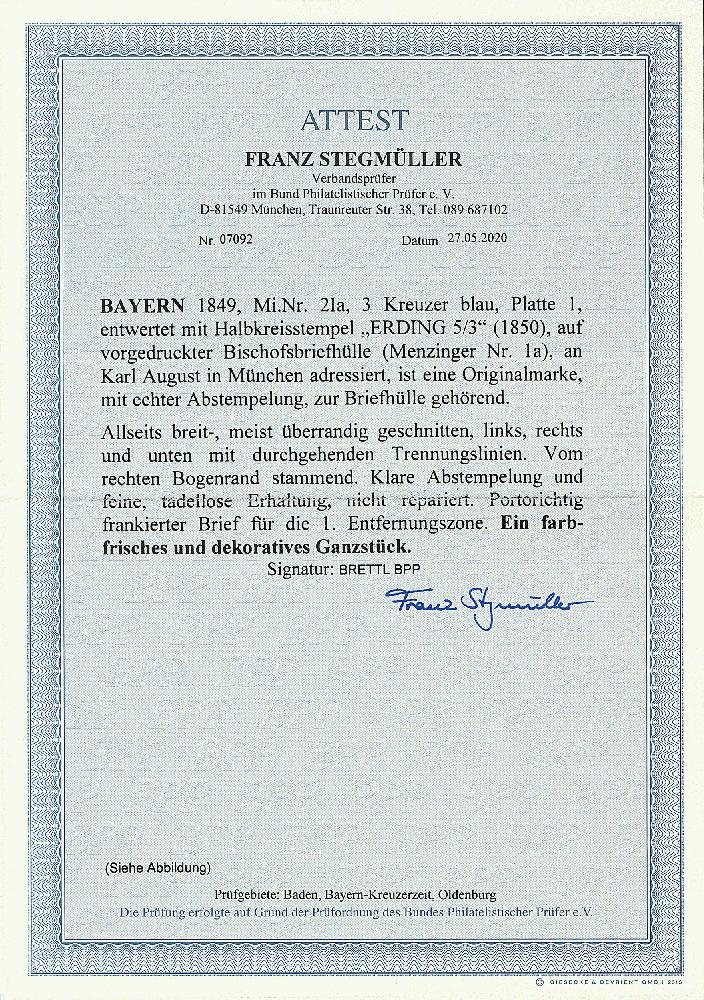 ATTEST
FRANZ STEGMÜLLER
Verbandsprüfer
im Bund Philatelistischer Prüfer e. V.
D-81549 München, Traunreuter Str. 38, Tel. 089 687102
Nr. 07092 Datum 27.05.2020
BAYERN 1849, Mi.Nr. 2Ia, 3 Kreuzer blau, Platte 1,
entwertet mit Halbkreisstempel „ERDING 5/3“ (1850), auf
vorgedruckter Bischofsbriefhülle (Menzinger Nr. 1a), an
Karl August in München adressiert, ist eine Originalmarke,
mit echter Abstempelung, zur Briefhülle gehörend.
Allseits breit-, meist überrandig geschnitten, links, rechts
und unten mit durchgehenden Trennungslinien. Vom
rechten Bogenrand stammend. Klare Abstempelung und
feine, tadellose Erhaltung, nicht repariert. Portorichtig
frankierter Brief für die 1. Entfernungszone. Ein farb-
frisches und dekoratives Ganzstück.
Signatur: BRETTL BPP
Franz Stegmüller
(Siehe Abbildung)
Prüfgebiete: Baden, Bayern-Kreuzerzeit, Oldenburg
Die Prüfung erfolgte auf Grund der Prüfordnung des Bundes Philatelistischer Prüfer e.V.
© GIESECKE & DEVRIENT GMBH 2015